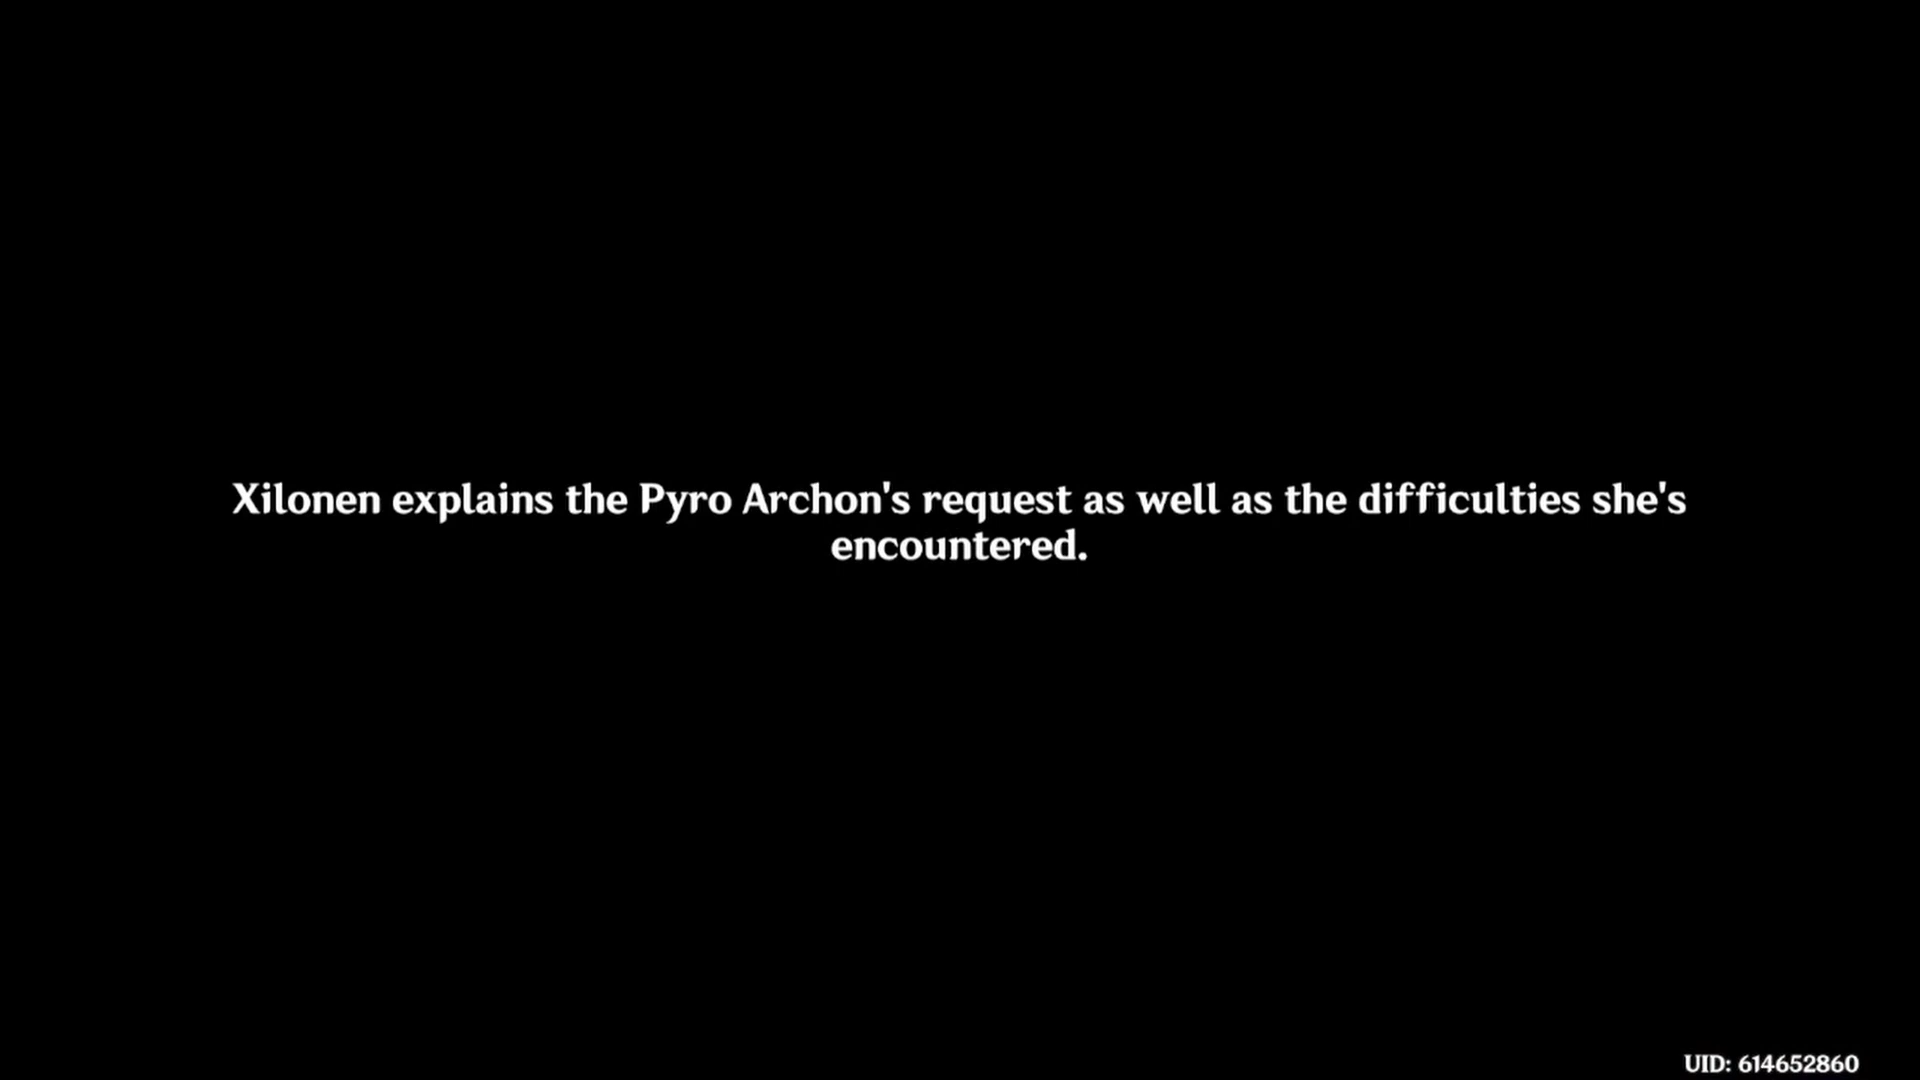 Xilonen explains the Pyro Archon's request as well as the difficulties she's
encountered.
UID: 614652860